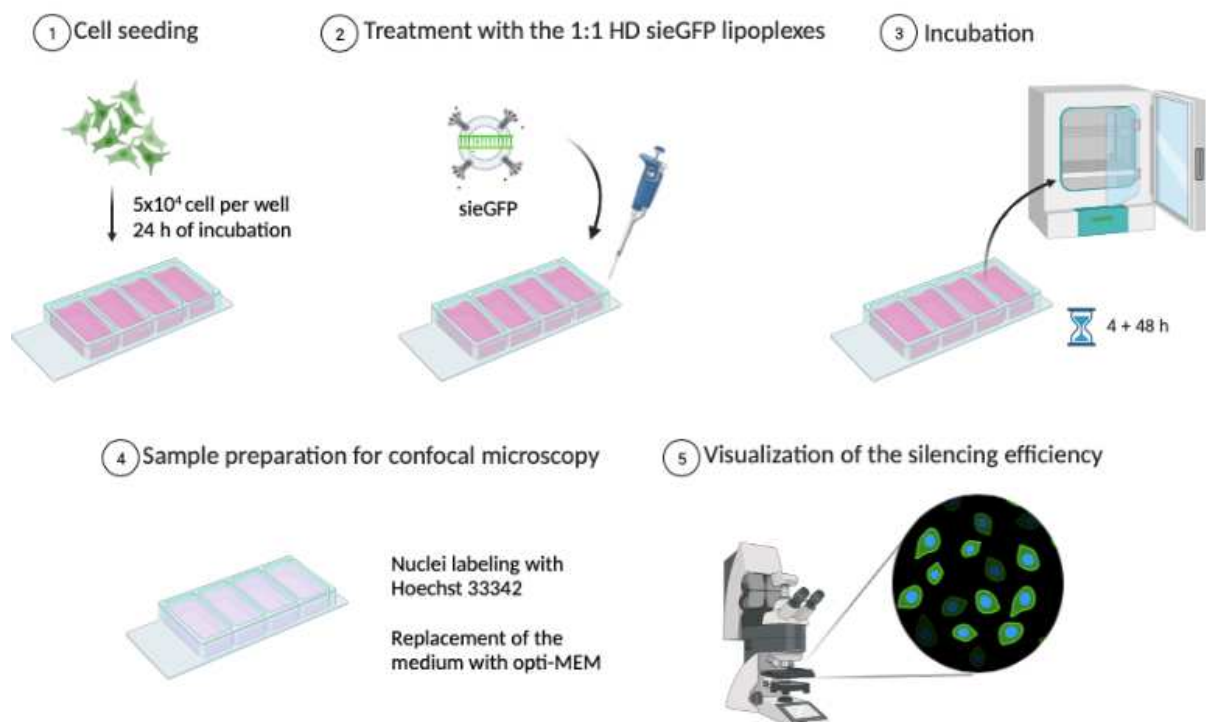 1 Cell seeding
5x10⁴ cell per well
24 h of incubation
2 Treatment with the 1:1 HD sieGFP lipoplexes
sieGFP
3 Incubation
4 + 48 h
4 Sample preparation for confocal microscopy
Nuclei labeling with
Hoechst 33342
Replacement of the
medium with opti-MEM
5 Visualization of the silencing efficiency